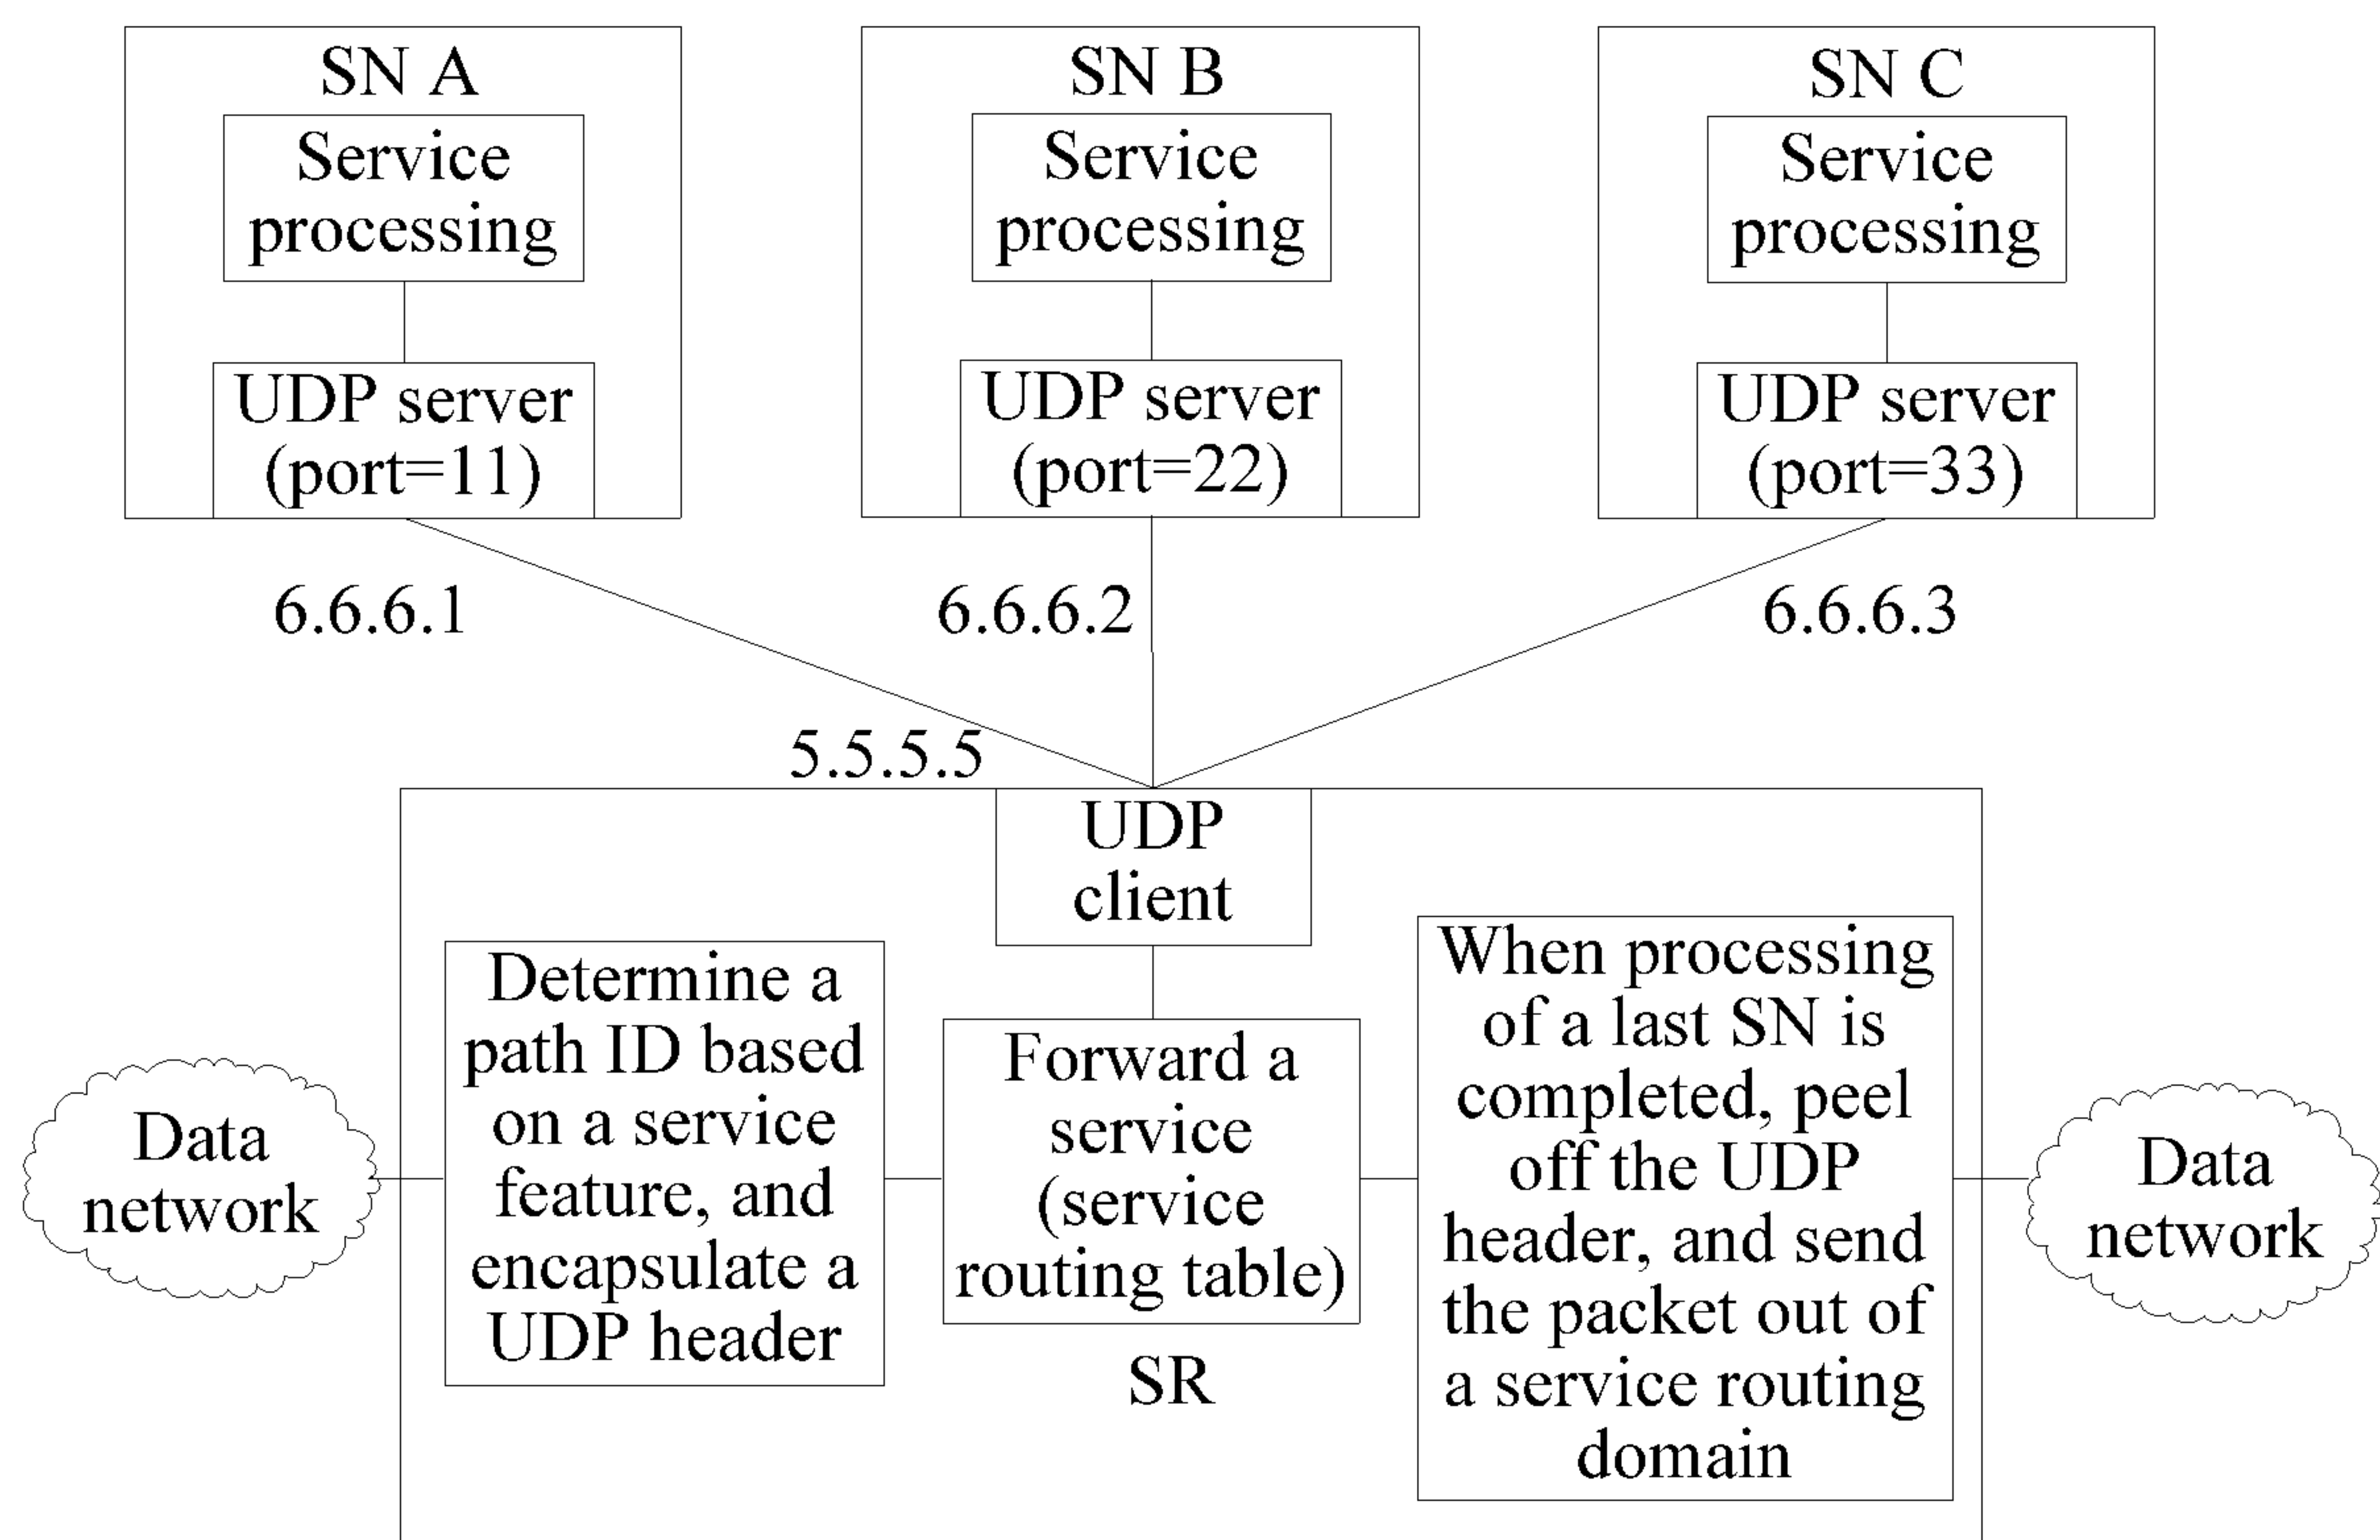 SN A
Service
processing
UDP server
(port=11)
SN B
Service
processing
UDP server
(port=22)
SN C
Service
processing
UDP server
(port=33)
6.6.6.1
6.6.6.2
6.6.6.3
5.5.5.5
UDP
client
Data
network
Determine a
path ID based
on a service
feature, and
encapsulate a
UDP header
Forward a
service
(service
routing table)
SR
When processing
of a last SN is
completed, peel
off the UDP
header, and send
the packet out of
a service routing
domain
Data
network